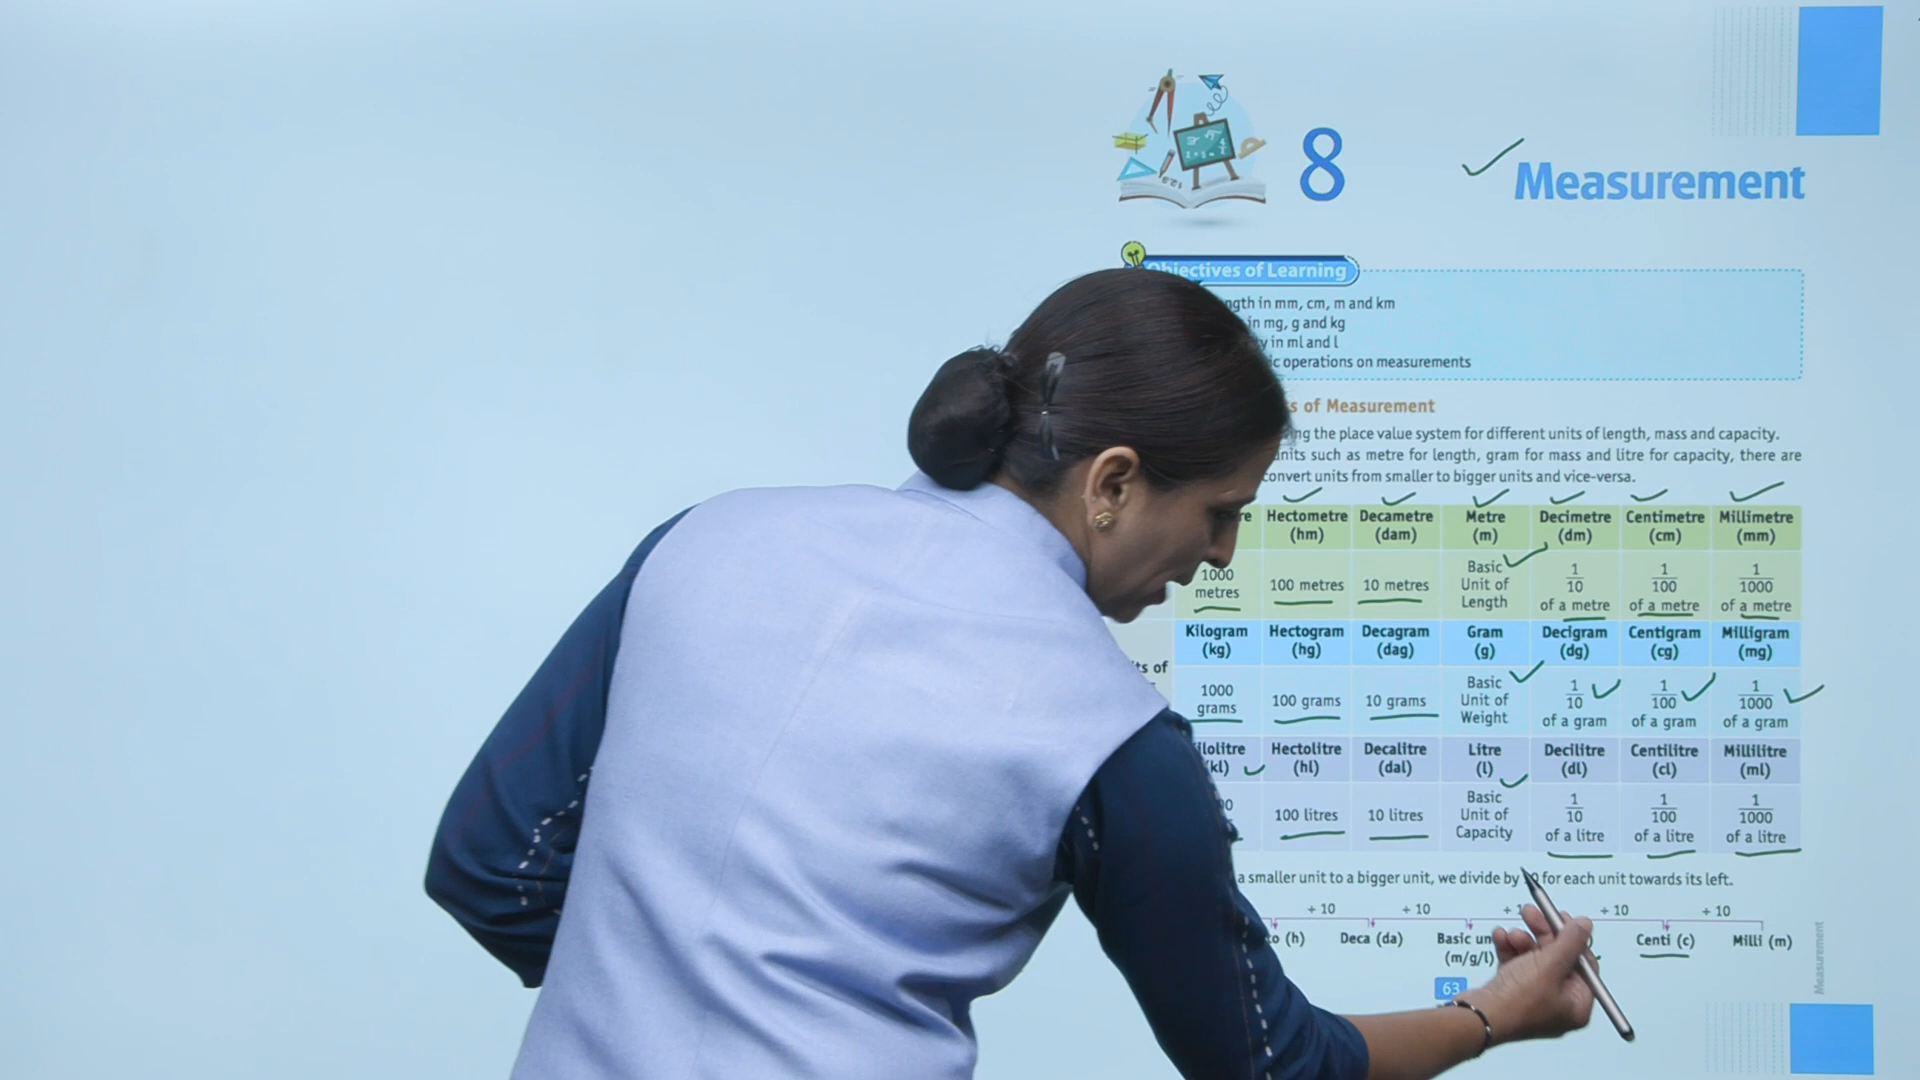 8
Measurement
Objectives of Learning
in mm, cm, m and km
in mg, g and kg
in ml and l
operations on measurements
of Measurement
the place value system for different units of length, mass and capacity.
such as metre for length, gram for mass and litre for capacity, there are
convert units from smaller to bigger units and vice-versa.
Hectometre (hm) Decametre (dam) Metre (m) Decimetre (dm) Centimetre (cm) Millimetre (mm)
1000 metres 100 metres 10 metres Basic Unit of Length 1/10 of a metre 1/100 of a metre 1/1000 of a metre
Kilogram (kg) Hectogram (hg) Decagram (dag) Gram (g) Decigram (dg) Centigram (cg) Milligram (mg)
of
1000 grams 100 grams 10 grams Basic Unit of Weight 1/10 of a gram 1/100 of a gram 1/1000 of a gram
(kl) Hectolitre (hl) Decalitre (dal) Litre (l) Decilitre (dl) Centilitre (cl) Millilitre (ml)
100 litres 10 litres Basic Unit of Capacity 1/10 of a litre 1/100 of a litre 1/1000 of a litre
a smaller unit to a bigger unit, we divide by for each unit towards its left.
÷ 10 ÷ 10 ÷ 10 ÷ 10
(h) Deca (da) Basic Centi (c) Milli (m)
(m/g/l)
63
Measurement